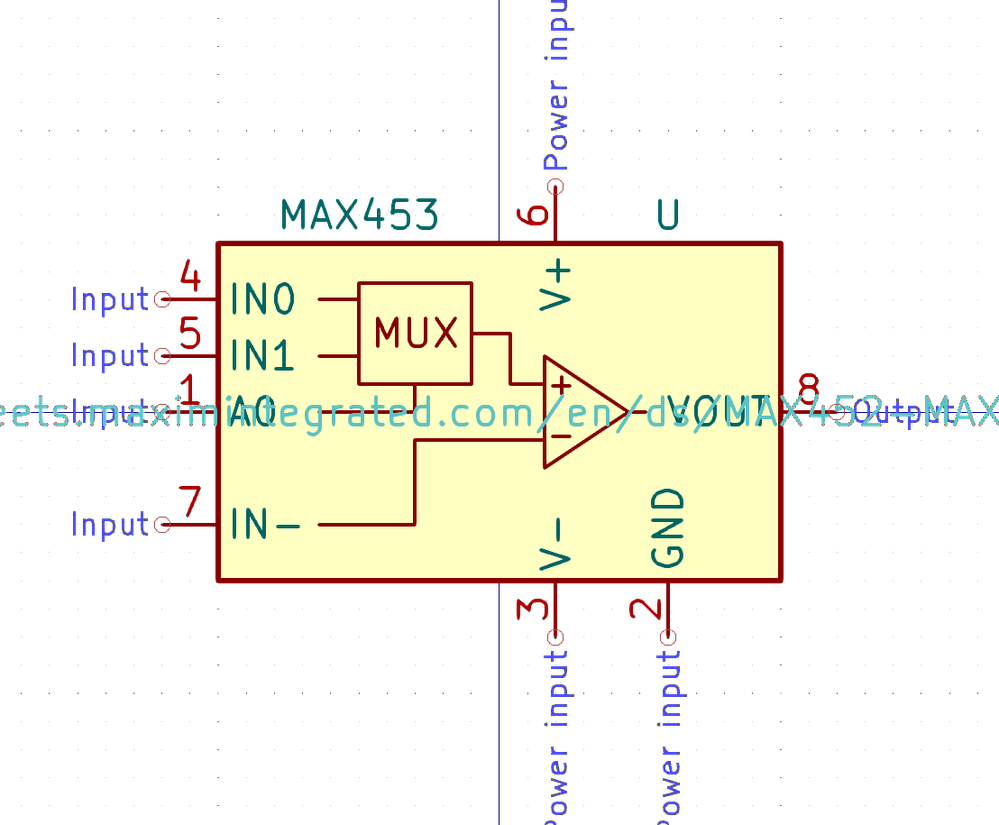 Power inpu
6
MAX453
U
4
V+
Input
IN0
MUX
5
Input
IN1
1
8
Input
A0
+
VOUT
Output
eets.maximintegrated.com/en/ds/MAX452-MAX
7
−
Input
IN-
V-
GND
3
2
Power input
Power input